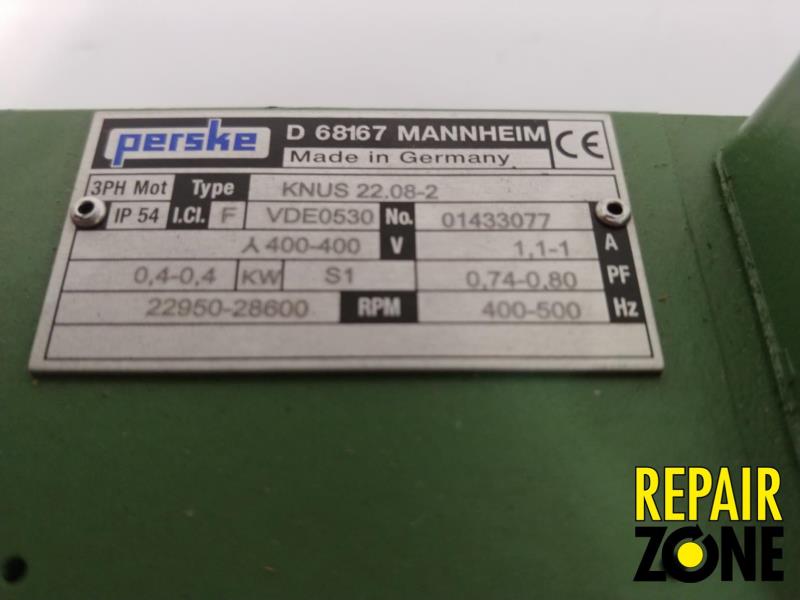 perske D 68167 MANNHEIM CE
Made in Germany
3PH Mot Type KNUS 22.08-2
IP 54 I.Cl. F VDE0530 No. 01433077
⅄ 400-400 V 1,1-1 A
0,4-0,4 KW S1 0,74-0,80 PF
22950-28600 RPM 400-500 Hz
REPAIR
ZONE